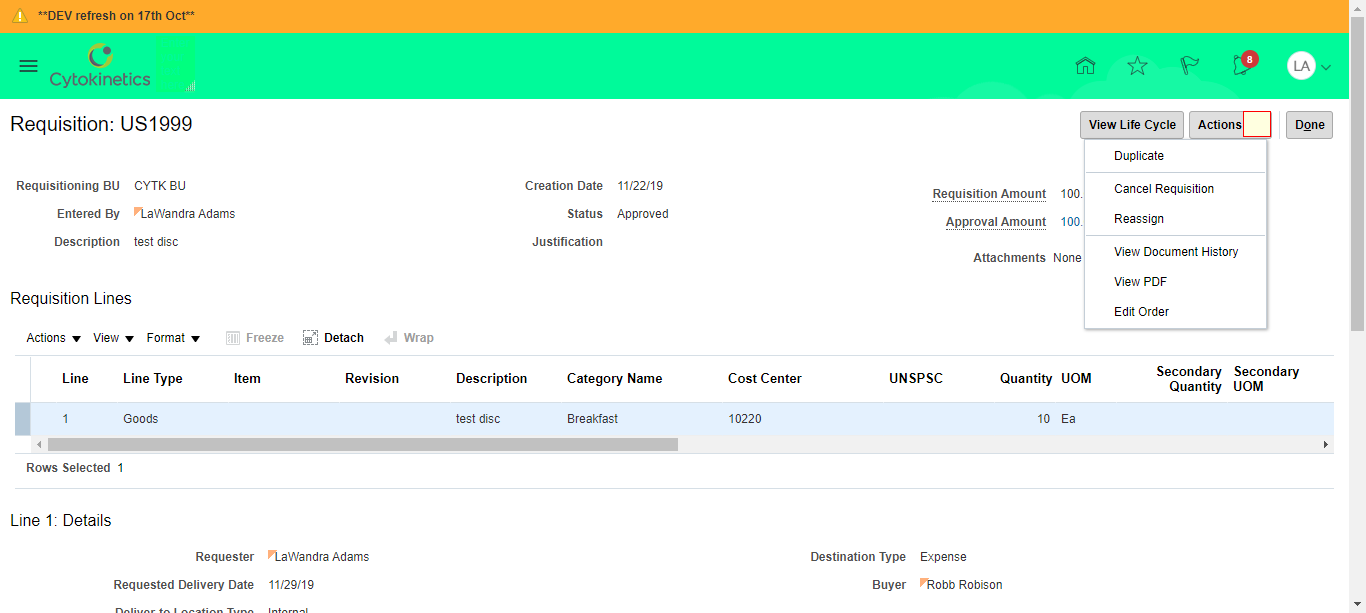 **DEV refresh on 17th Oct**
Cytokinetics
8
LA
Requisition: US1999
View Life Cycle
Actions
Done
Duplicate
Cancel Requisition
Reassign
View Document History
View PDF
Edit Order
Requisitioning BU CYTK BU
Entered By LaWandra Adams
Description test disc
Creation Date 11/22/19
Status Approved
Justification
Requisition Amount 100.
Approval Amount 100.
Attachments None
Requisition Lines
Actions View Format Freeze Detach Wrap
Line Line Type Item Revision Description Category Name Cost Center UNSPSC Quantity UOM Secondary Quantity Secondary UOM
1 Goods test disc Breakfast 10220 10 Ea
Rows Selected 1
Line 1: Details
Requester LaWandra Adams
Requested Delivery Date 11/29/19
Deliver-to Location Type Internal
Destination Type Expense
Buyer Robb Robison